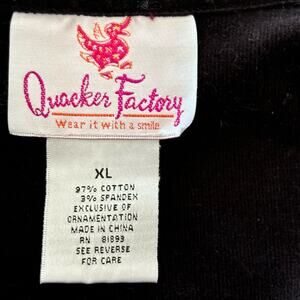 Quacker Factory
Wear it with a smile
XL
97% COTTON
3% SPANDEX
EXCLUSIVE OF
ORNAMENTATION
MADE IN CHINA
RN 81893
SEE REVERSE
FOR CARE